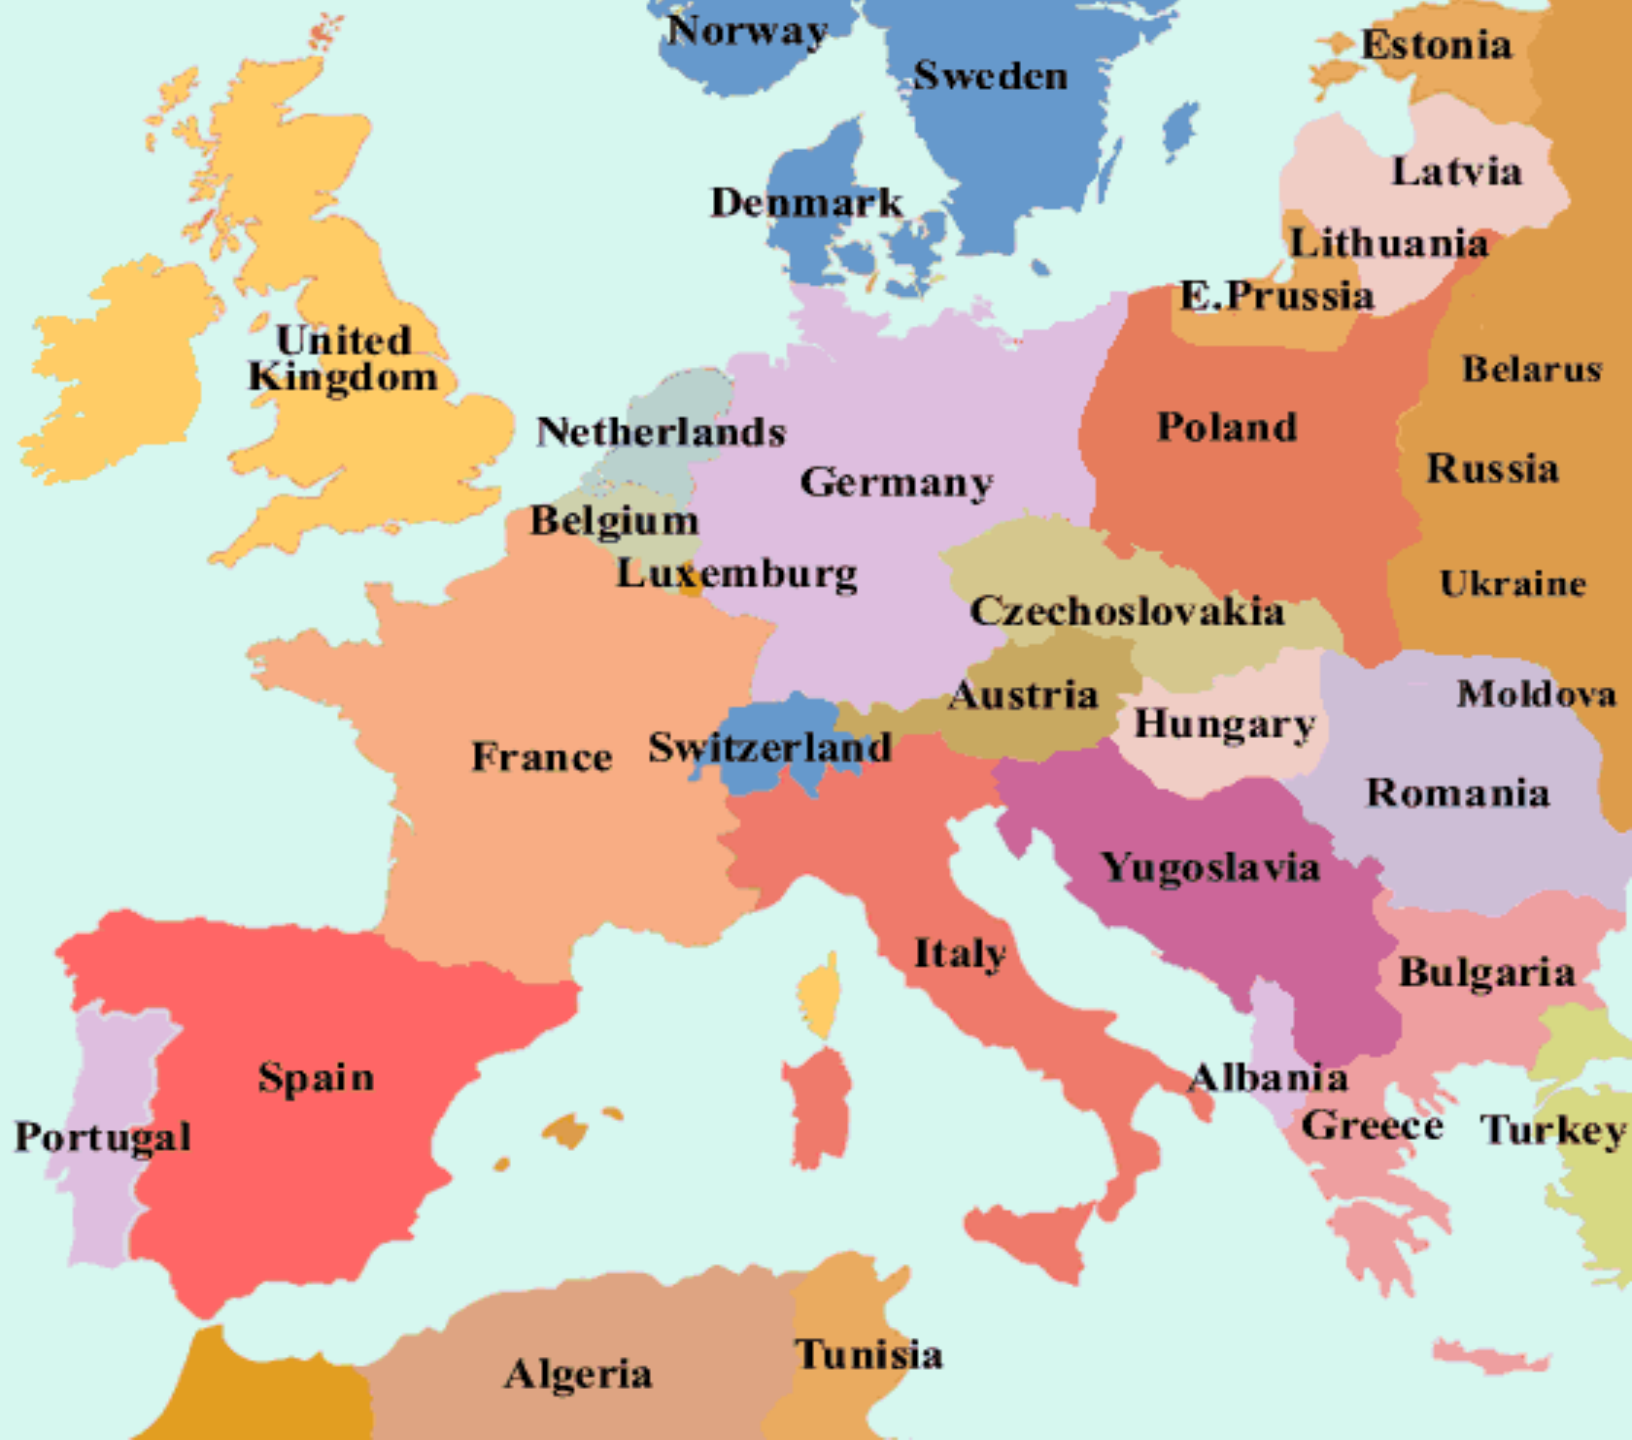 Norway
Estonia
Sweden
Latvia
Denmark
Lithuania
E.Prussia
United
Kingdom
Belarus
Netherlands
Poland
Russia
Germany
Belgium
Luxemburg
Ukraine
Czechoslovakia
Austria
Moldova
Hungary
Switzerland
France
Romania
Yugoslavia
Italy
Bulgaria
Spain
Albania
Greece
Turkey
Portugal
Tunisia
Algeria